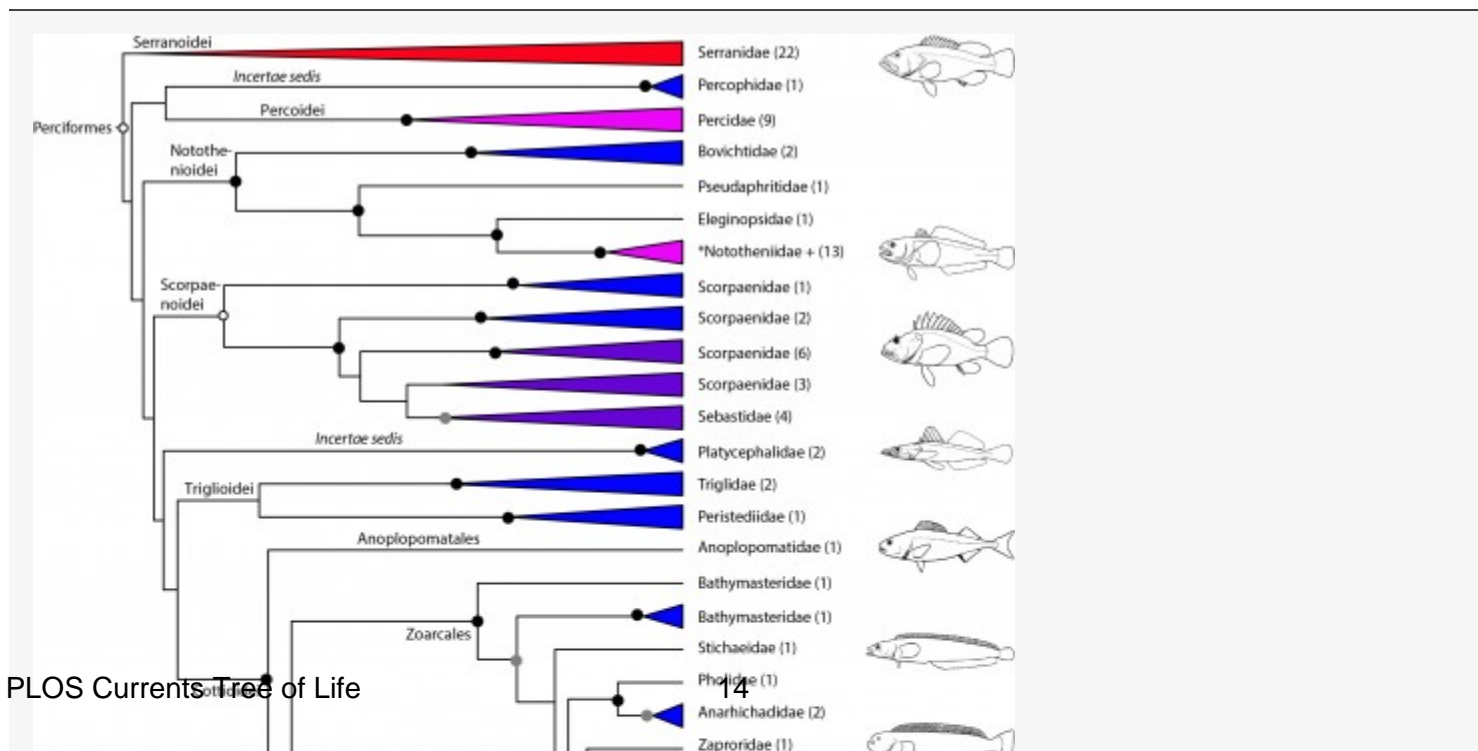 Serranoidei
Serranidae (22)
Incertae sedis
Percophidae (1)
Percoidei
Percidae (9)
Perciformes
Notothe-
nioidei
Bovichtidae (2)
Pseudaphritidae (1)
Eleginopsidae (1)
*Nototheniidae + (13)
Scorpae-
noidei
Scorpaenidae (1)
Scorpaenidae (2)
Scorpaenidae (6)
Scorpaenidae (3)
Sebastidae (4)
Incertae sedis
Platycephalidae (2)
Triglioidei
Triglidae (2)
Peristediidae (1)
Anoplopomatales
Anoplopomatidae (1)
Bathymasteridae (1)
Zoarcales
Bathymasteridae (1)
Stichaeidae (1)
Pholidae (1)
PLOS Currents Tree of Life
14
Anarhichadidae (2)
Zaproridae (1)